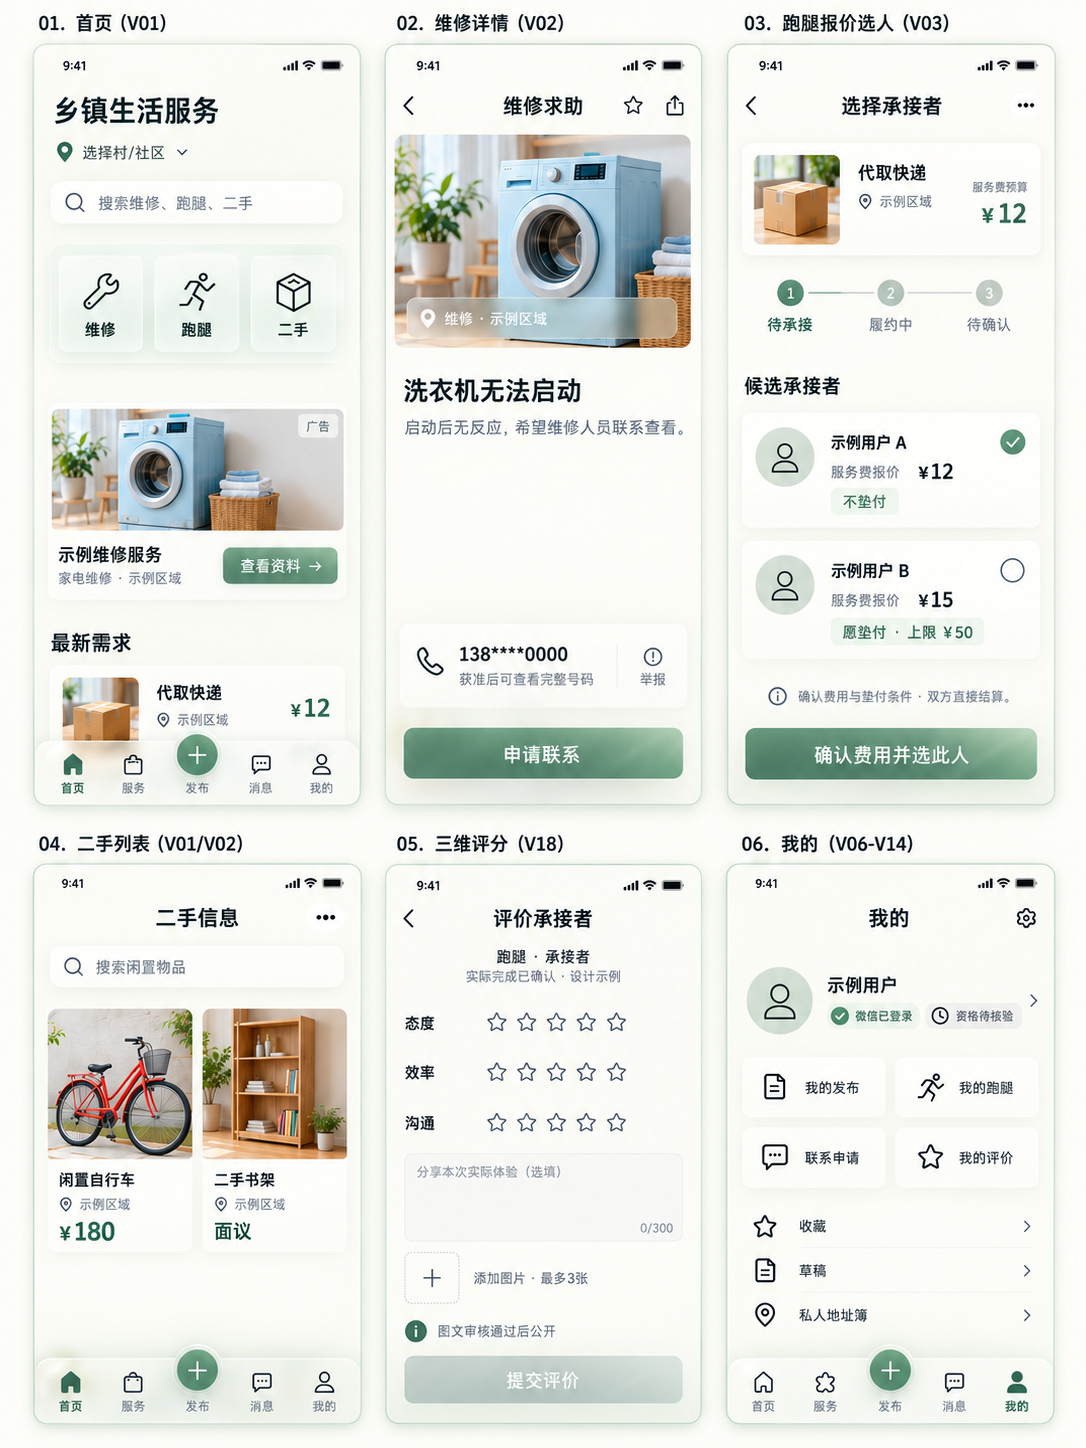 01. 首页 (V01)
9:41
乡镇生活服务
选择村/社区
搜索维修、跑腿、二手
维修
跑腿
二手
广告
示例维修服务
家电维修 · 示例区域
查看资料 →
最新需求
代取快递
示例区域
¥12
首页
服务
发布
消息
我的
02. 维修详情 (V02)
9:41
维修求助
维修 · 示例区域
洗衣机无法启动
启动后无反应, 希望维修人员联系查看。
138****0000
获准后可查看完整号码
举报
申请联系
03. 跑腿报价选人 (V03)
9:41
选择承接者
代取快递
示例区域
服务费预算
¥12
1
2
3
待承接
履约中
待确认
候选承接者
示例用户 A
服务费报价 ¥12
不垫付
示例用户 B
服务费报价 ¥15
愿垫付 · 上限 ¥50
确认费用与垫付条件 · 双方直接结算。
确认费用并选此人
04. 二手列表 (V01/V02)
9:41
二手信息
搜索闲置物品
闲置自行车
示例区域
¥180
二手书架
示例区域
面议
首页
服务
发布
消息
我的
05. 三维评分 (V18)
9:41
评价承接者
跑腿 · 承接者
实际完成已确认 · 设计示例
态度
效率
沟通
分享本次实际体验 (选填)
0/300
添加图片 · 最多3张
图文审核通过后公开
提交评价
06. 我的 (V06-V14)
9:41
我的
示例用户
微信已登录
资格待核验
我的发布
我的跑腿
联系申请
我的评价
收藏
草稿
私人地址簿
首页
服务
发布
消息
我的